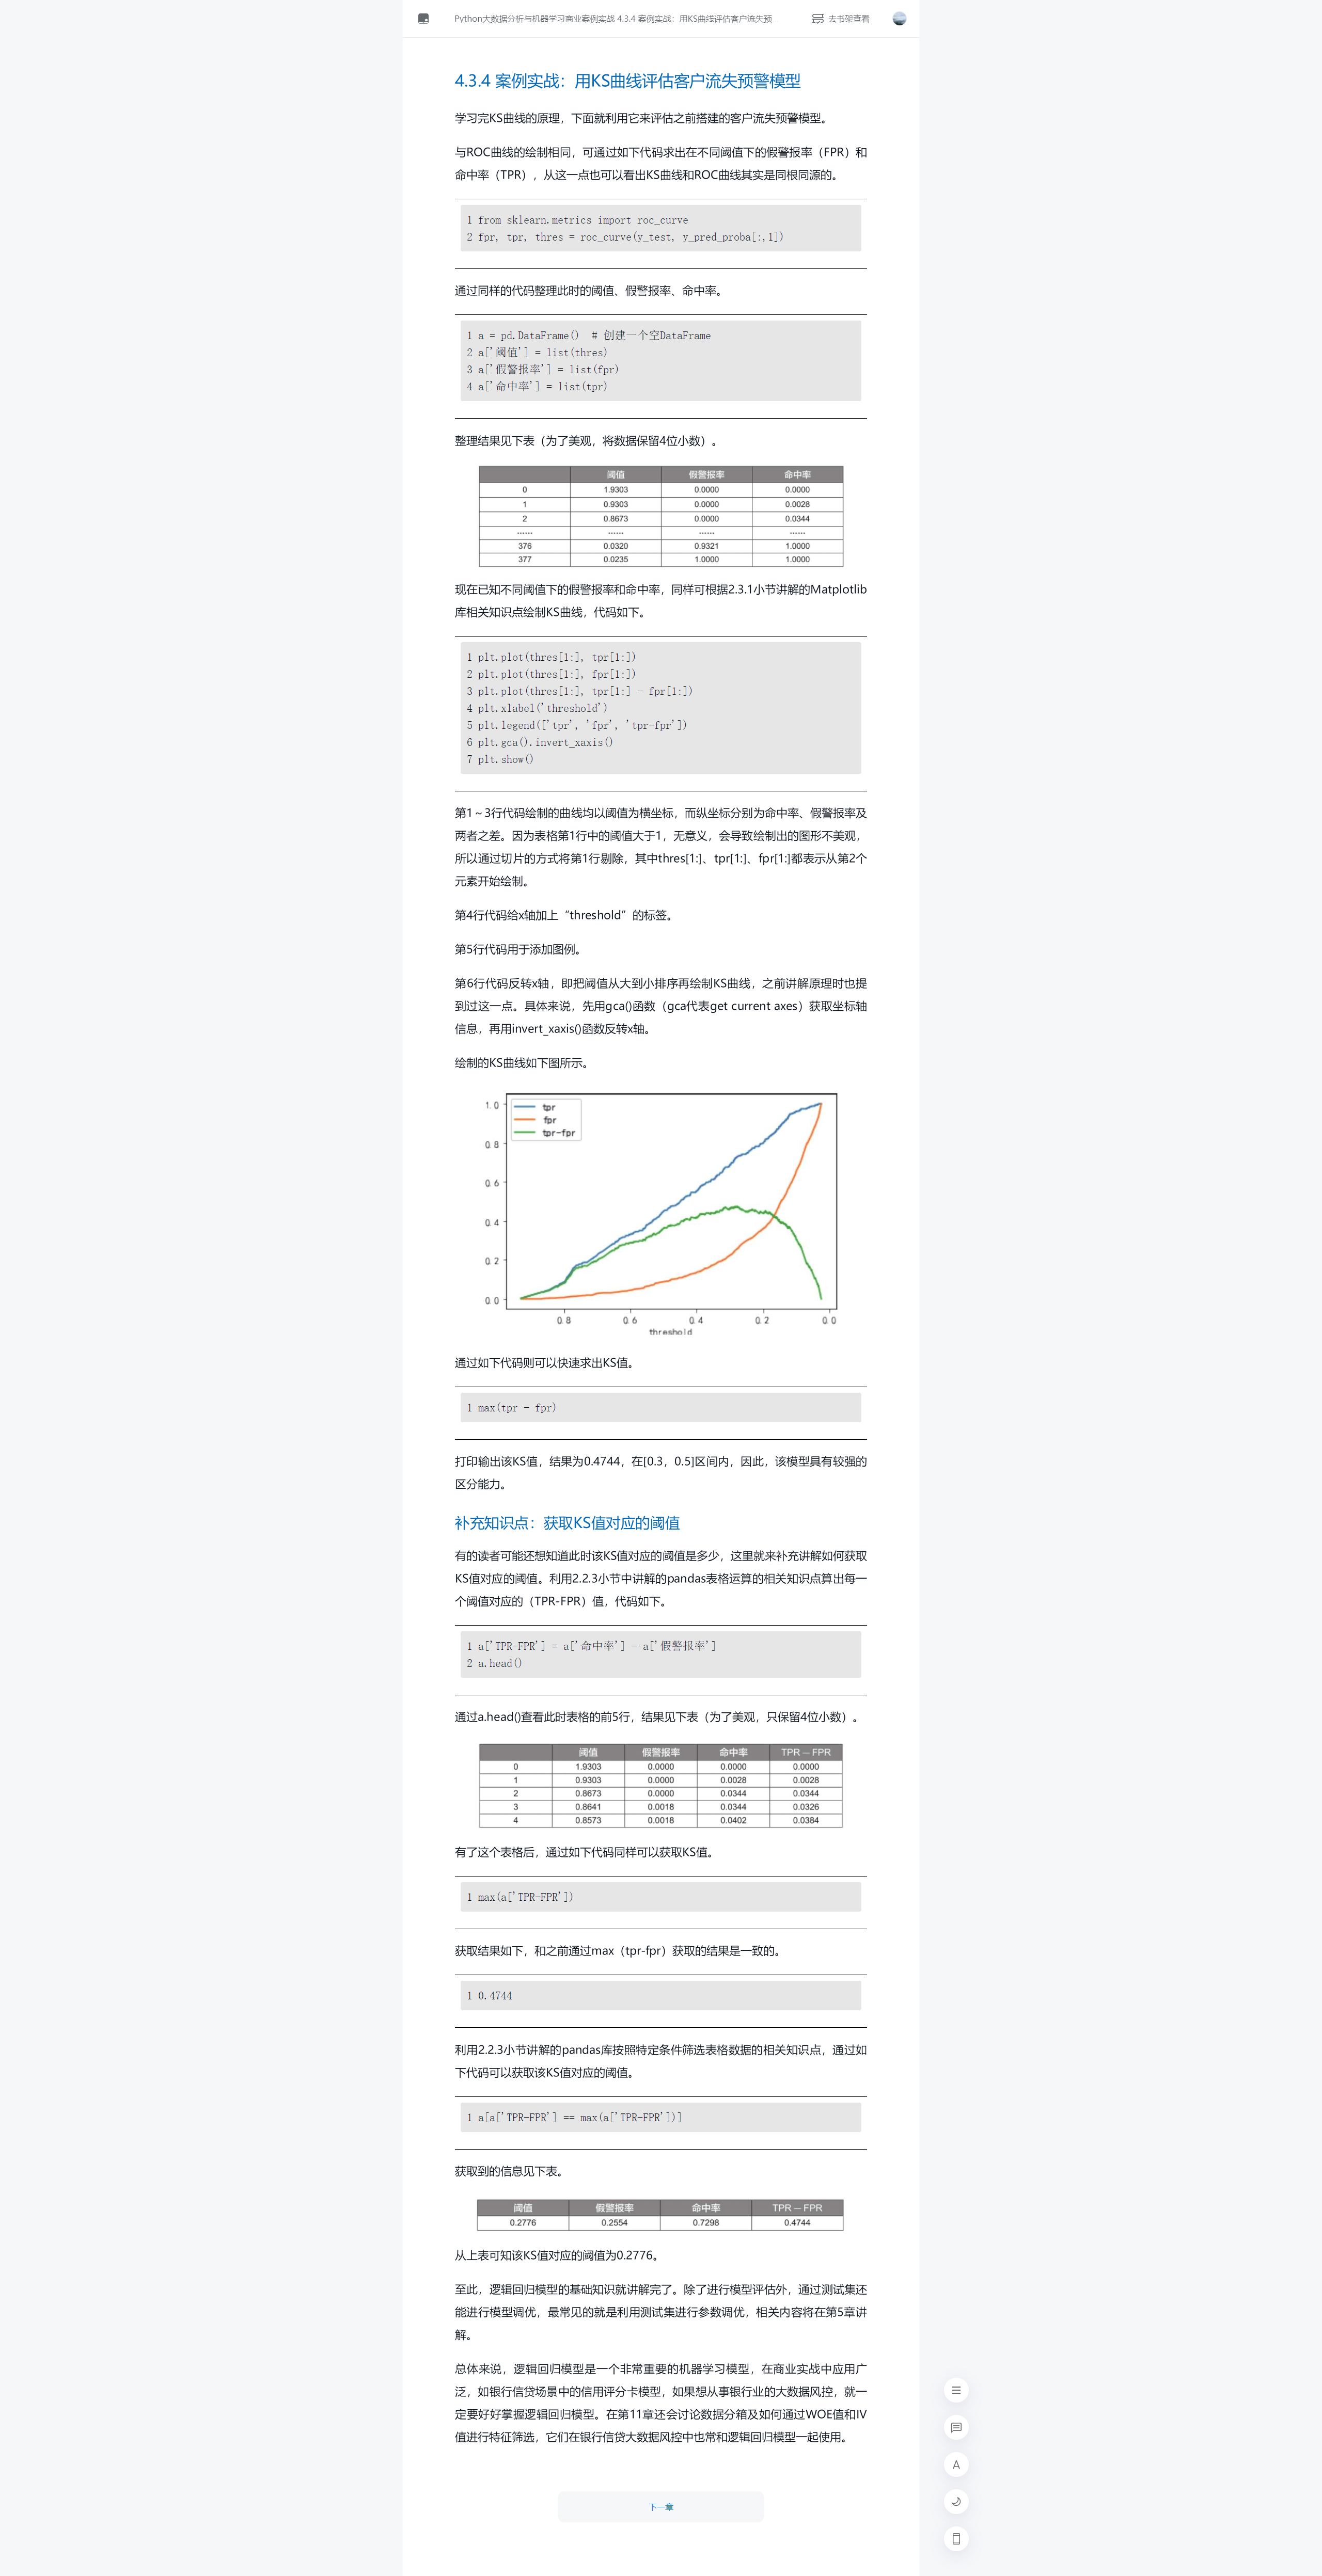 Python大数据分析与机器学习商业案例实战 4.3.4 案例实战：用KS曲线评估客户流失预
去书架查看
4.3.4 案例实战：用KS曲线评估客户流失预警模型
学习完KS曲线的原理，下面就利用它来评估之前搭建的客户流失预警模型。
与ROC曲线的绘制相同，可通过如下代码求出在不同阈值下的假警报率（FPR）和
命中率（TPR），从这一点也可以看出KS曲线和ROC曲线其实是同根同源的。
1 from sklearn.metrics import roc_curve
2 fpr, tpr, thres = roc_curve(y_test, y_pred_proba[:,1])
通过同样的代码整理此时的阈值、假警报率、命中率。
1 a = pd.DataFrame()  # 创建一个空DataFrame
2 a['阈值'] = list(thres)
3 a['假警报率'] = list(fpr)
4 a['命中率'] = list(tpr)
整理结果见下表（为了美观，将数据保留4位小数）。
阈值 假警报率 命中率
0 1.9303 0.0000 0.0000
1 0.9303 0.0000 0.0028
2 0.8673 0.0000 0.0344
…… …… …… ……
376 0.0320 0.9321 1.0000
377 0.0235 1.0000 1.0000
现在已知不同阈值下的假警报率和命中率，同样可根据2.3.1小节讲解的Matplotlib
库相关知识点绘制KS曲线，代码如下。
1 plt.plot(thres[1:], tpr[1:])
2 plt.plot(thres[1:], fpr[1:])
3 plt.plot(thres[1:], tpr[1:] - fpr[1:])
4 plt.xlabel('threshold')
5 plt.legend(['tpr', 'fpr', 'tpr-fpr'])
6 plt.gca().invert_xaxis()
7 plt.show()
第1～3行代码绘制的曲线均以阈值为横坐标，而纵坐标分别为命中率、假警报率及
两者之差。因为表格第1行中的阈值大于1，无意义，会导致绘制出的图形不美观，
所以通过切片的方式将第1行剔除，其中thres[1:]、tpr[1:]、fpr[1:]都表示从第2个
元素开始绘制。
第4行代码给x轴加上“threshold”的标签。
第5行代码用于添加图例。
第6行代码反转x轴，即把阈值从大到小排序再绘制KS曲线，之前讲解原理时也提
到过这一点。具体来说，先用gca()函数（gca代表get current axes）获取坐标轴
信息，再用invert_xaxis()函数反转x轴。
绘制的KS曲线如下图所示。
tpr
fpr
tpr-fpr
1.0
0.8
0.6
0.4
0.2
0.0
0.8 0.6 0.4 0.2 0.0
threshold
通过如下代码则可以快速求出KS值。
1 max(tpr - fpr)
打印输出该KS值，结果为0.4744，在[0.3，0.5]区间内，因此，该模型具有较强的
区分能力。
补充知识点：获取KS值对应的阈值
有的读者可能还想知道此时该KS值对应的阈值是多少，这里就来补充讲解如何获取
KS值对应的阈值。利用2.2.3小节中讲解的pandas表格运算的相关知识点算出每一
个阈值对应的（TPR-FPR）值，代码如下。
1 a['TPR-FPR'] = a['命中率'] - a['假警报率']
2 a.head()
通过a.head()查看此时表格的前5行，结果见下表（为了美观，只保留4位小数）。
阈值 假警报率 命中率 TPR－FPR
0 1.9303 0.0000 0.0000 0.0000
1 0.9303 0.0000 0.0028 0.0028
2 0.8673 0.0000 0.0344 0.0344
3 0.8641 0.0018 0.0344 0.0326
4 0.8573 0.0018 0.0402 0.0384
有了这个表格后，通过如下代码同样可以获取KS值。
1 max(a['TPR-FPR'])
获取结果如下，和之前通过max（tpr-fpr）获取的结果是一致的。
1 0.4744
利用2.2.3小节讲解的pandas库按照特定条件筛选表格数据的相关知识点，通过如
下代码可以获取该KS值对应的阈值。
1 a[a['TPR-FPR'] == max(a['TPR-FPR'])]
获取到的信息见下表。
阈值 假警报率 命中率 TPR－FPR
0.2776 0.2554 0.7298 0.4744
从上表可知该KS值对应的阈值为0.2776。
至此，逻辑回归模型的基础知识就讲解完了。除了进行模型评估外，通过测试集还
能进行模型调优，最常见的就是利用测试集进行参数调优，相关内容将在第5章讲
解。
总体来说，逻辑回归模型是一个非常重要的机器学习模型，在商业实战中应用广
泛，如银行信贷场景中的信用评分卡模型，如果想从事银行业的大数据风控，就一
定要好好掌握逻辑回归模型。在第11章还会讨论数据分箱及如何通过WOE值和IV
值进行特征筛选，它们在银行信贷大数据风控中也常和逻辑回归模型一起使用。
A
下一章